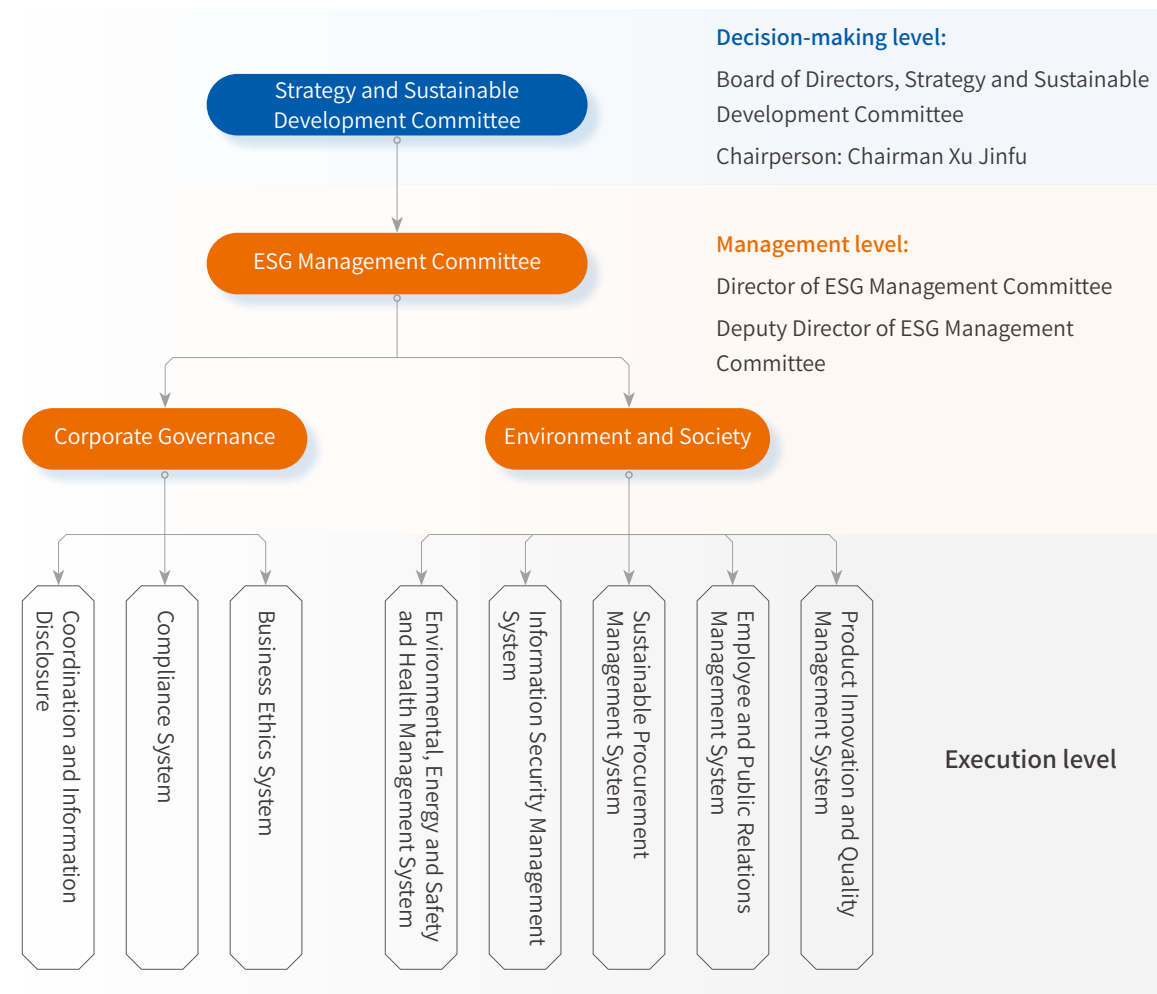 Decision-making level:
Board of Directors, Strategy and Sustainable
Development Committee
Chairperson: Chairman Xu Jinfu
Strategy and Sustainable
Development Committee
Management level:
Director of ESG Management Committee
Deputy Director of ESG Management
Committee
ESG Management Committee
Corporate Governance
Environment and Society
Coordination and Information
Disclosure
Compliance System
Business Ethics System
Environmental, Energy and Safety
and Health Management System
Information Security Management
System
Sustainable Procurement
Management System
Employee and Public Relations
Management System
Product Innovation and Quality
Management System
Execution level